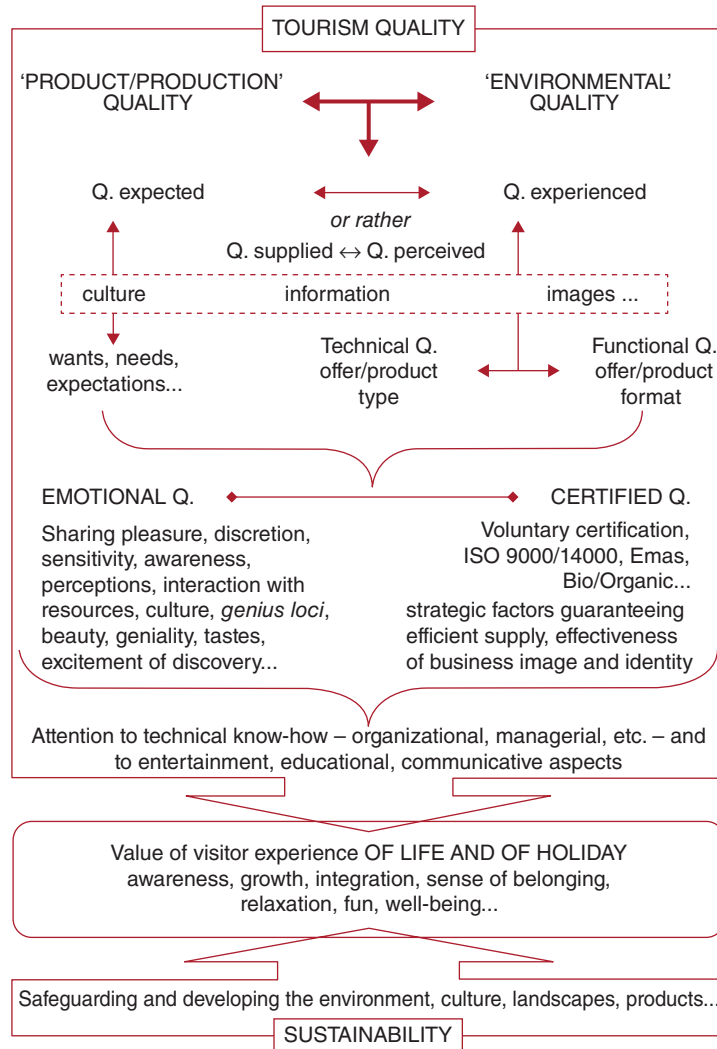 TOURISM QUALITY
'PRODUCT/PRODUCTION'
QUALITY
'ENVIRONMENTAL'
QUALITY
Q. expected
Q. experienced
or rather
Q. supplied ↔ Q. perceived
culture
information
images ...
wants, needs,
expectations...
Technical Q.
offer/product
type
Functional Q.
offer/product
format
EMOTIONAL Q.
Sharing pleasure, discretion,
sensitivity, awareness,
perceptions, interaction with
resources, culture, genius loci,
beauty, geniality, tastes,
excitement of discovery...
CERTIFIED Q.
Voluntary certification,
ISO 9000/14000, Emas,
Bio/Organic...
strategic factors guaranteeing
efficient supply, effectiveness
of business image and identity
Attention to technical know-how – organizational, managerial, etc. – and
to entertainment, educational, communicative aspects
Value of visitor experience OF LIFE AND OF HOLIDAY
awareness, growth, integration, sense of belonging,
relaxation, fun, well-being...
Safeguarding and developing the environment, culture, landscapes, products...
SUSTAINABILITY